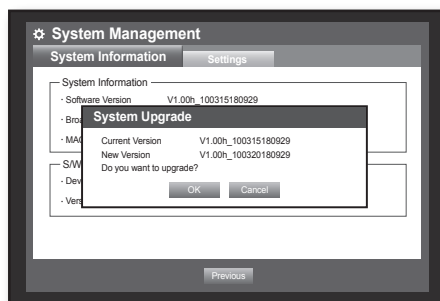 System Management
System Information Settings
System Information
· Software Version V1.00h_100315180929
· Broa
· MAC
System Upgrade
Current Version V1.00h_100315180929
New Version V1.00h_100320180929
Do you want to upgrade?
OK Cancel
S/W
· Dev
· Vers
Previous